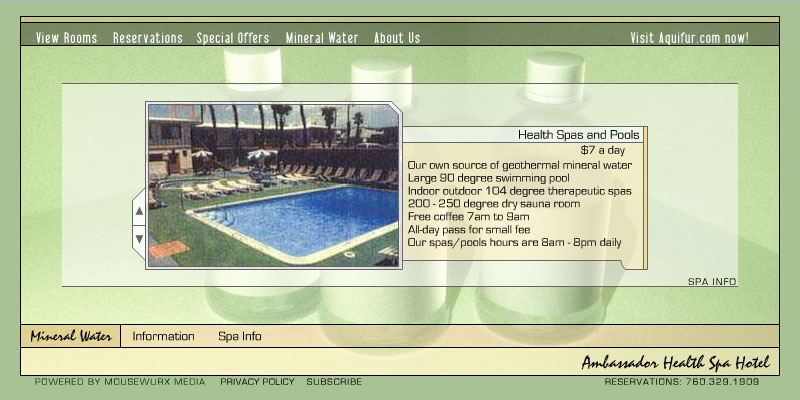 View Rooms Reservations Special Offers Mineral Water About Us Visit Aquifur.com now!
Health Spas and Pools
$7 a day
Our own source of geothermal mineral water
Large 90 degree swimming pool
Indoor outdoor 104 degree therapeutic spas
200 - 250 degree dry sauna room
Free coffee 7am to 9am
All-day pass for small fee
Our spas/pools hours are 8am - 8pm daily
SPA INFO
Mineral Water Information Spa Info
Ambassador Health Spa Hotel
POWERED BY MOUSEWURX MEDIA PRIVACY POLICY SUBSCRIBE RESERVATIONS: 760.329.1909